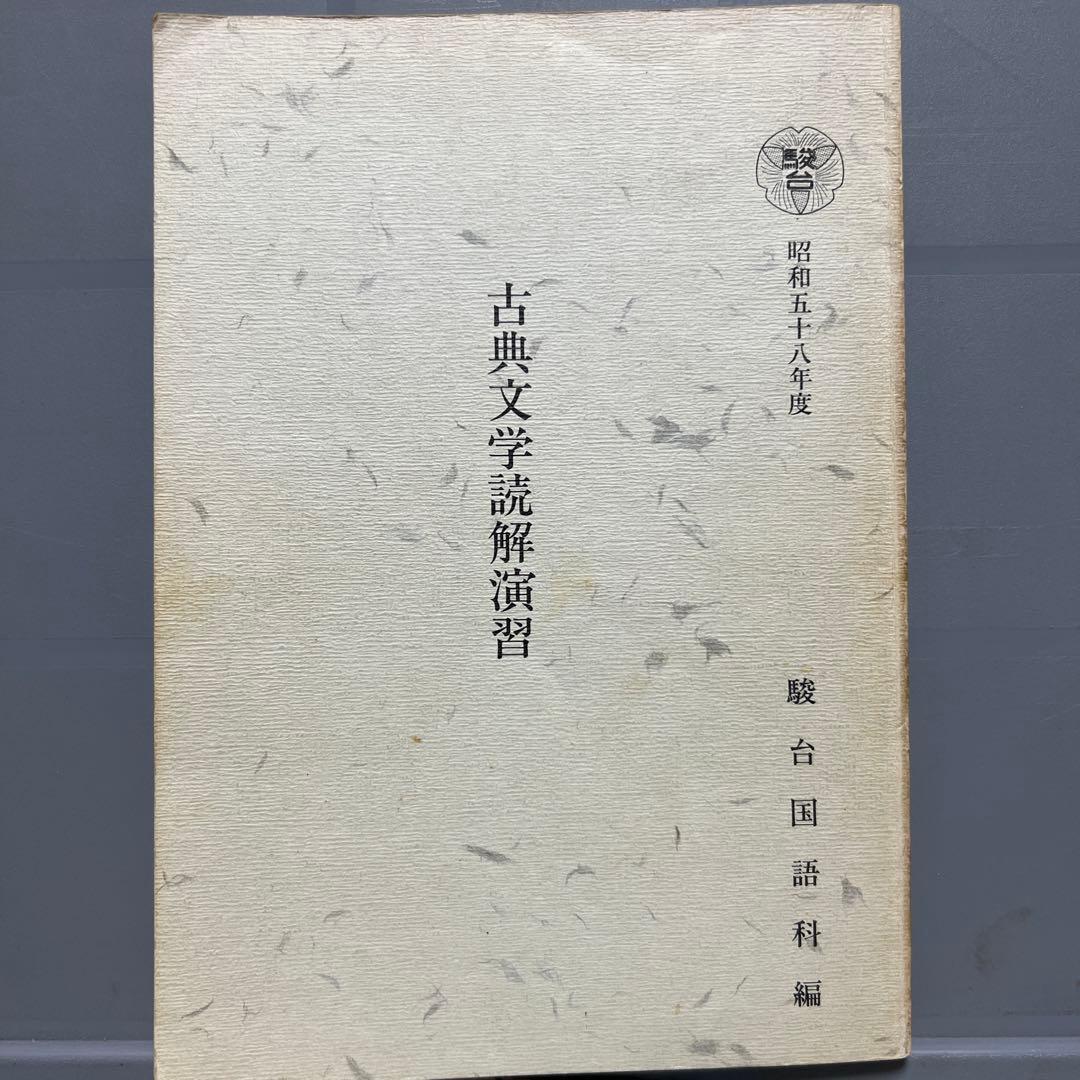 駿台
昭和五十八年度
古典文学読解演習
駿台国語科編